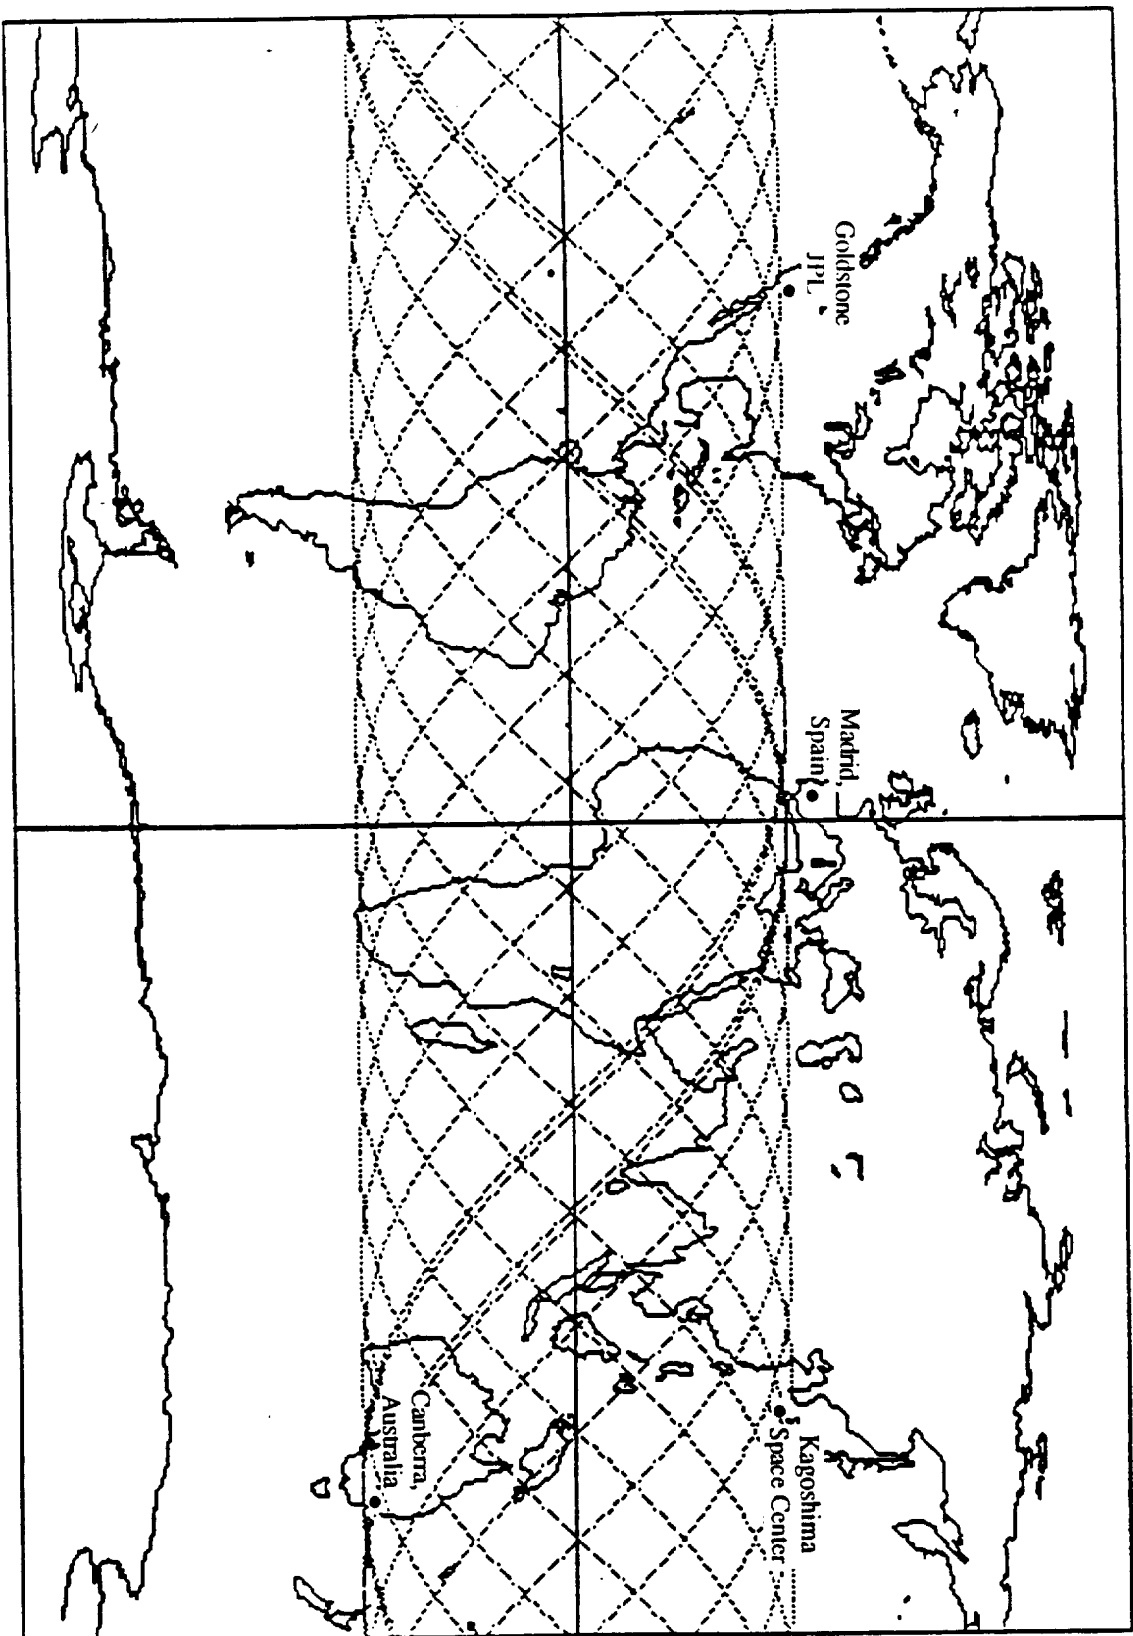 Goldstone
JPL
Madrid,
Spain
Kagoshima
Space Center
Canberra,
Australia